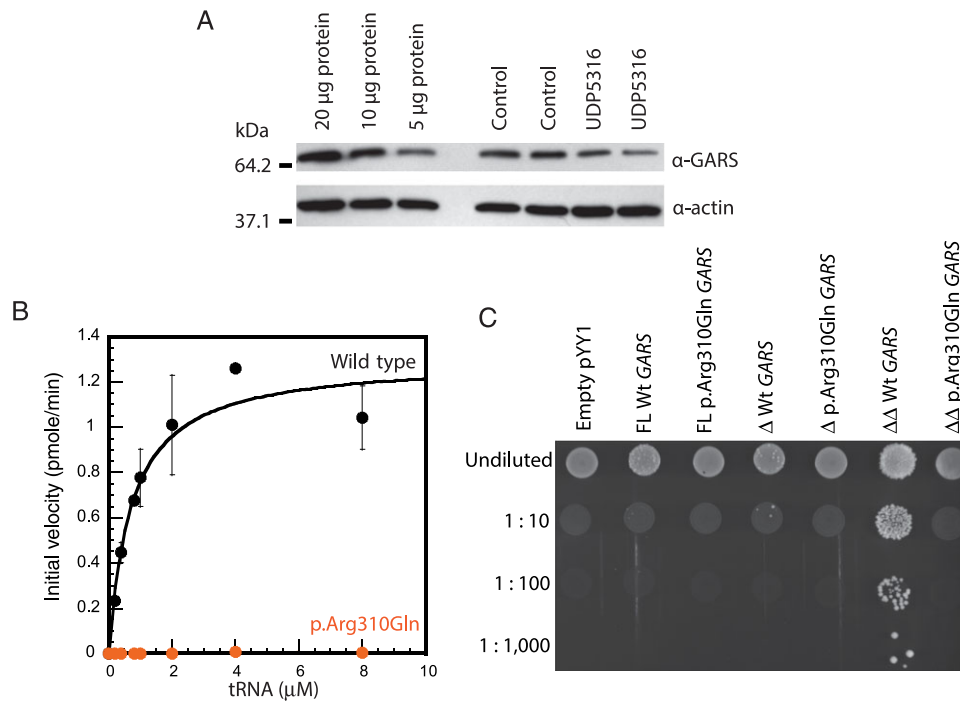 A
20 µg protein
10 µg protein
5 µg protein
Control
Control
UDP5316
UDP5316
kDa
64.2
37.1
α-GARS
α-actin
B
Initial velocity (pmole/min)
1.4
1.2
1
0.8
0.6
0.4
0.2
0
Wild type
p.Arg310Gln
0 2 4 6 8 10
tRNA (µM)
C
Empty pYY1
FL Wt GARS
FL p.Arg310Gln GARS
Δ Wt GARS
Δ p.Arg310Gln GARS
ΔΔ Wt GARS
ΔΔ p.Arg310Gln GARS
Undiluted
1 : 10
1 : 100
1 : 1,000